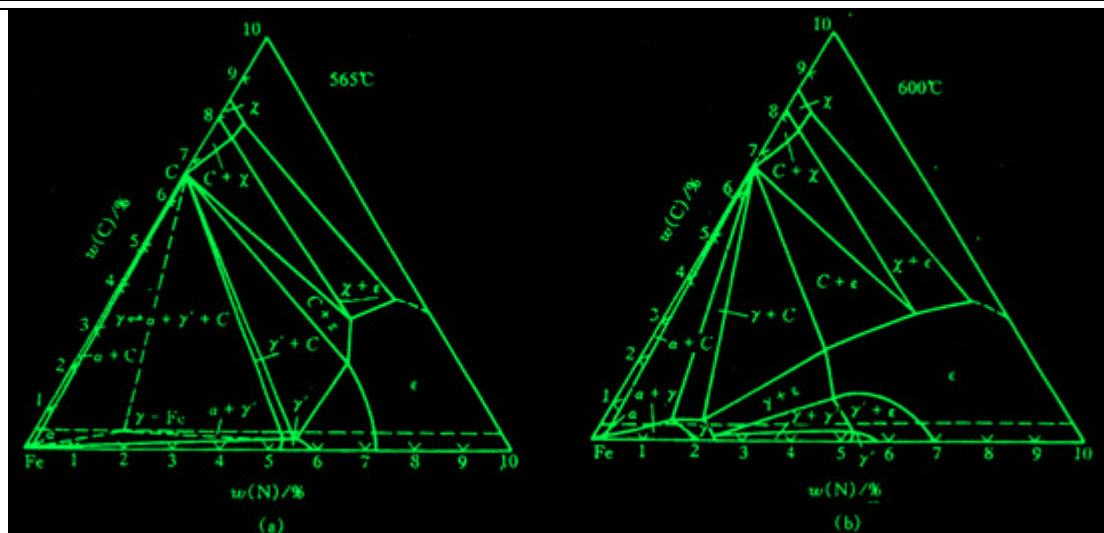 10
9
8
7
C
6
5
4
3
2
1
w(C)/%
565℃
χ
C+χ
χ+ε
C+ε
γ⇌α+γ′+C
α+C
γ′+C
ε
γ-Fe
α+γ′
γ′
α
Fe
1
2
3
4
5
6
7
8
9
10
w(N)/%
(a)
10
9
8
7
6
5
4
3
2
1
w(C)/%
600℃
χ
C+χ
χ+ε
C+ε
γ+C
α+C
α+γ
γ+ε
ε
γ+γ′
γ′+ε
α
γ
γ′
Fe
1
2
3
4
5
6
7
8
9
10
w(N)/%
(b)